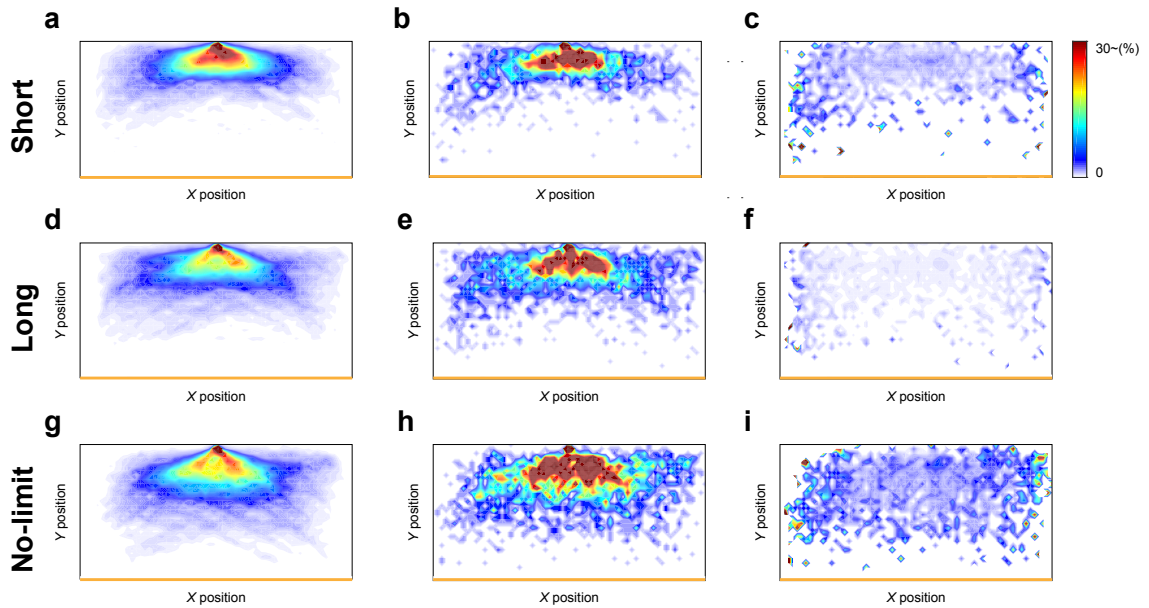 a
b
c
Short
Y position
Y position
Y position
30~(%)
0
X position
X position
X position
d
e
f
Long
Y position
Y position
Y position
X position
X position
X position
g
h
i
No-limit
Y position
Y position
Y position
X position
X position
X position